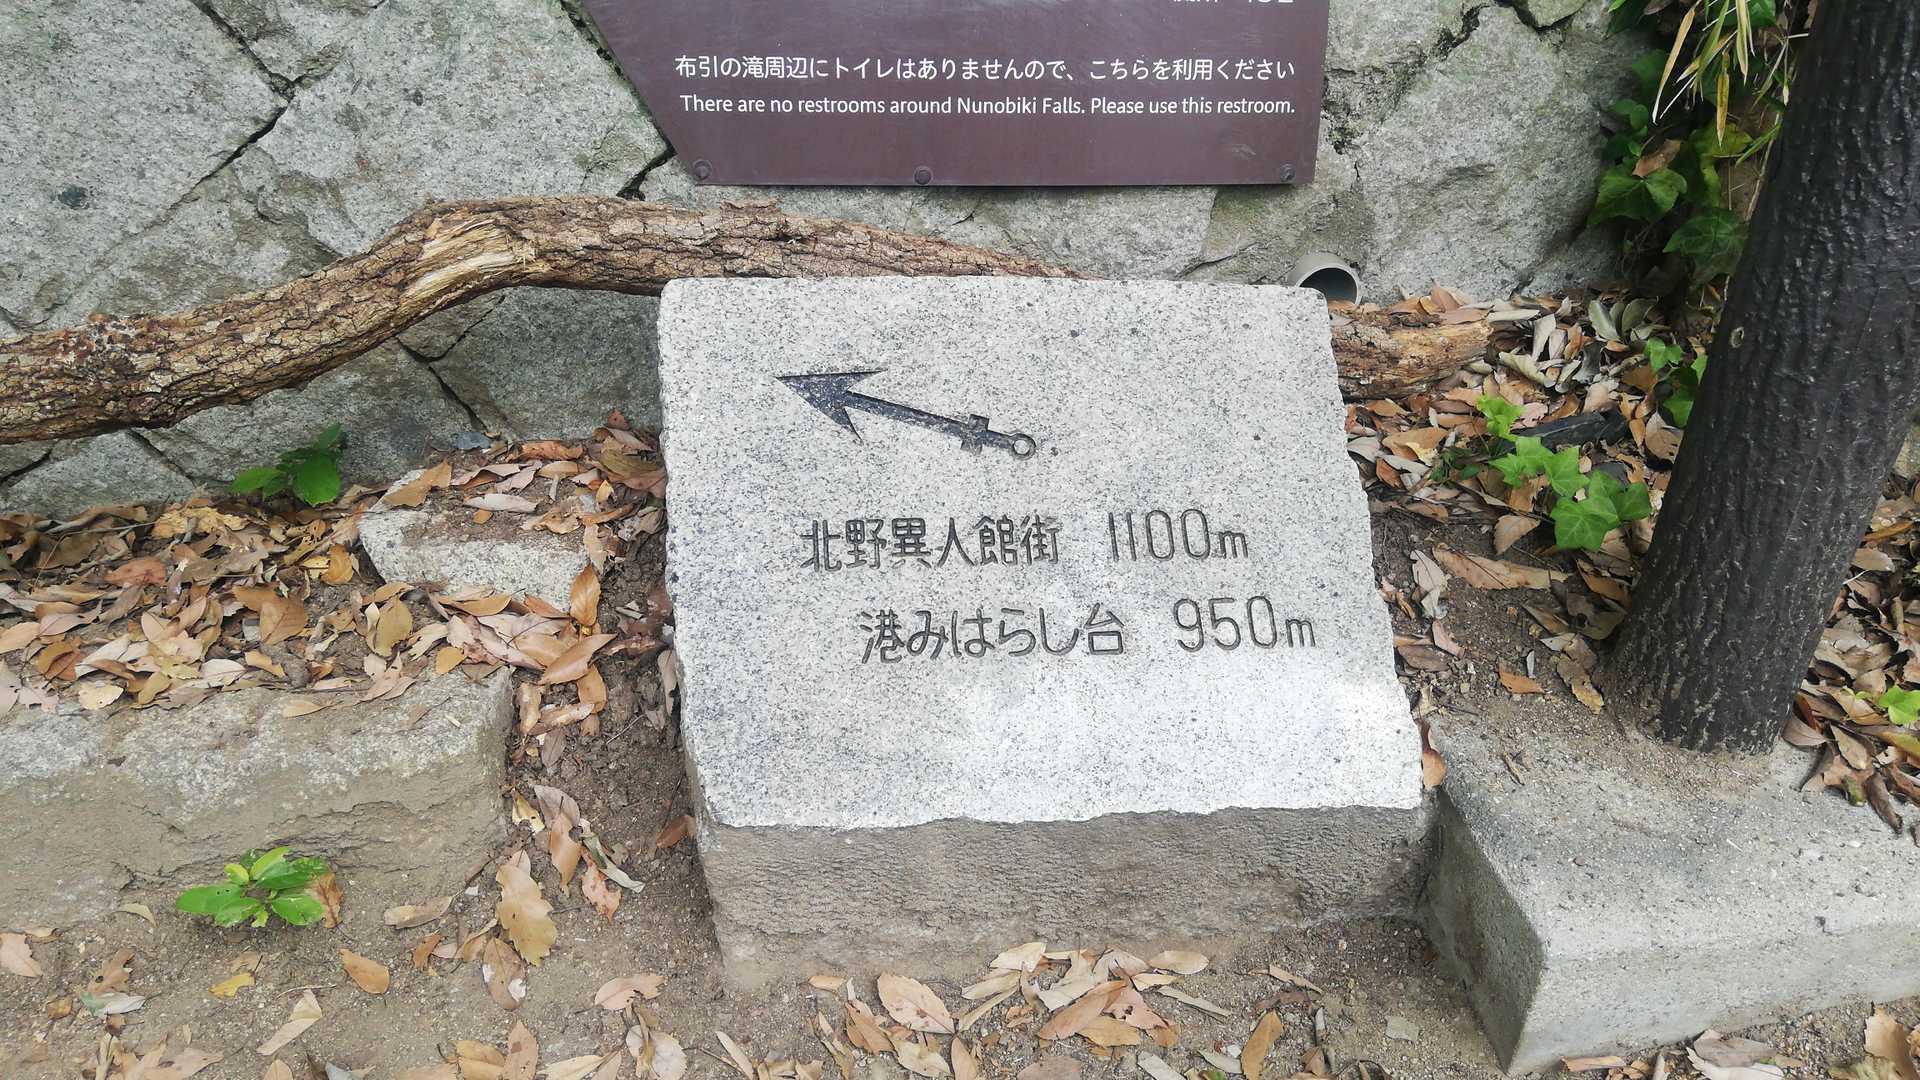 布引の滝周辺にトイレはありませんので、こちらを利用ください
There are no restrooms around Nunobiki Falls. Please use this restroom.
北野異人館街 1100m
港みはらし台 950m